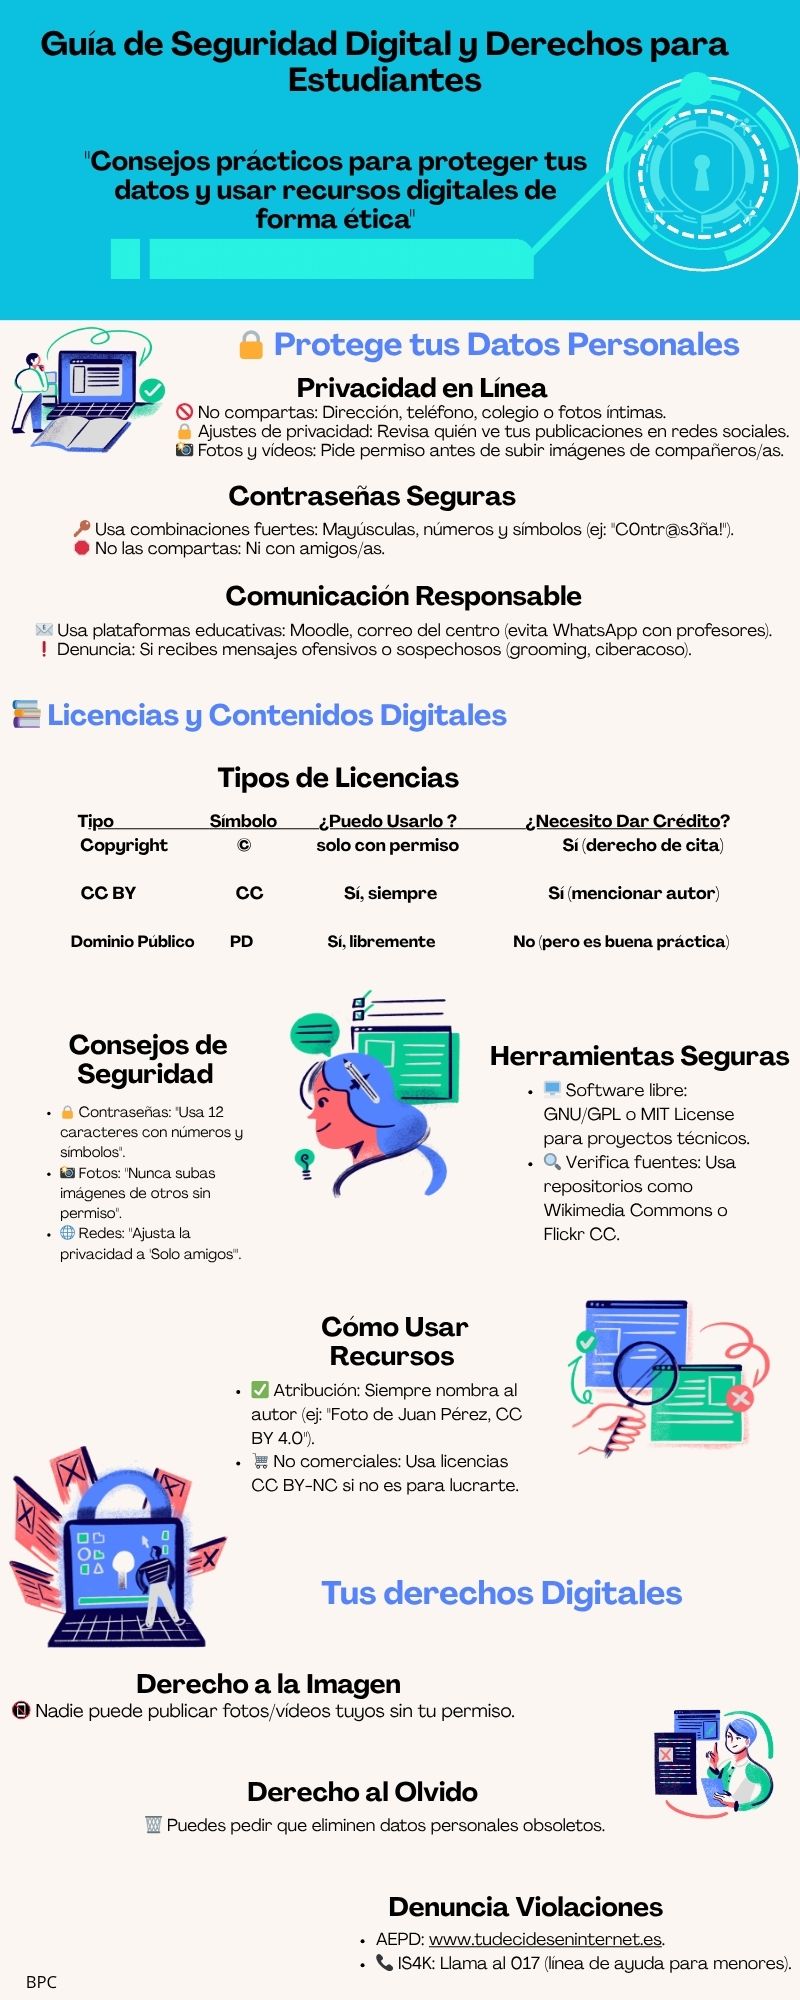 Guía de Seguridad Digital y Derechos para
Estudiantes
"Consejos prácticos para proteger tus
datos y usar recursos digitales de
forma ética"
🔒 Protege tus Datos Personales
Privacidad en Línea
🚫 No compartas: Dirección, teléfono, colegio o fotos íntimas.
🔒 Ajustes de privacidad: Revisa quién ve tus publicaciones en redes sociales.
📸 Fotos y vídeos: Pide permiso antes de subir imágenes de compañeros/as.
Contraseñas Seguras
🔑 Usa combinaciones fuertes: Mayúsculas, números y símbolos (ej: "C0ntr@s3ña!").
🛑 No las compartas: Ni con amigos/as.
Comunicación Responsable
📧 Usa plataformas educativas: Moodle, correo del centro (evita WhatsApp con profesores).
❗ Denuncia: Si recibes mensajes ofensivos o sospechosos (grooming, ciberacoso).
📚 Licencias y Contenidos Digitales
Tipos de Licencias
Tipo Símbolo ¿Puedo Usarlo ? ¿Necesito Dar Crédito?
Copyright © solo con permiso Sí (derecho de cita)
CC BY CC Sí, siempre Sí (mencionar autor)
Dominio Público PD Sí, libremente No (pero es buena práctica)
Consejos de
Seguridad
• 🔒 Contraseñas: "Usa 12
caracteres con números y
símbolos".
• 📸 Fotos: "Nunca subas
imágenes de otros sin
permiso".
• 🌐 Redes: "Ajusta la
privacidad a 'Solo amigos'".
Herramientas Seguras
• 🖥️ Software libre:
GNU/GPL o MIT License
para proyectos técnicos.
• 🔍 Verifica fuentes: Usa
repositorios como
Wikimedia Commons o
Flickr CC.
Cómo Usar
Recursos
• ✅ Atribución: Siempre nombra al
autor (ej: "Foto de Juan Pérez, CC
BY 4.0").
• 🛒 No comerciales: Usa licencias
CC BY-NC si no es para lucrarte.
Tus derechos Digitales
Derecho a la Imagen
📵 Nadie puede publicar fotos/vídeos tuyos sin tu permiso.
Derecho al Olvido
🗑️ Puedes pedir que eliminen datos personales obsoletos.
Denuncia Violaciones
• AEPD: www.tudecideseninternet.es.
• 📞 IS4K: Llama al 017 (línea de ayuda para menores).
BPC